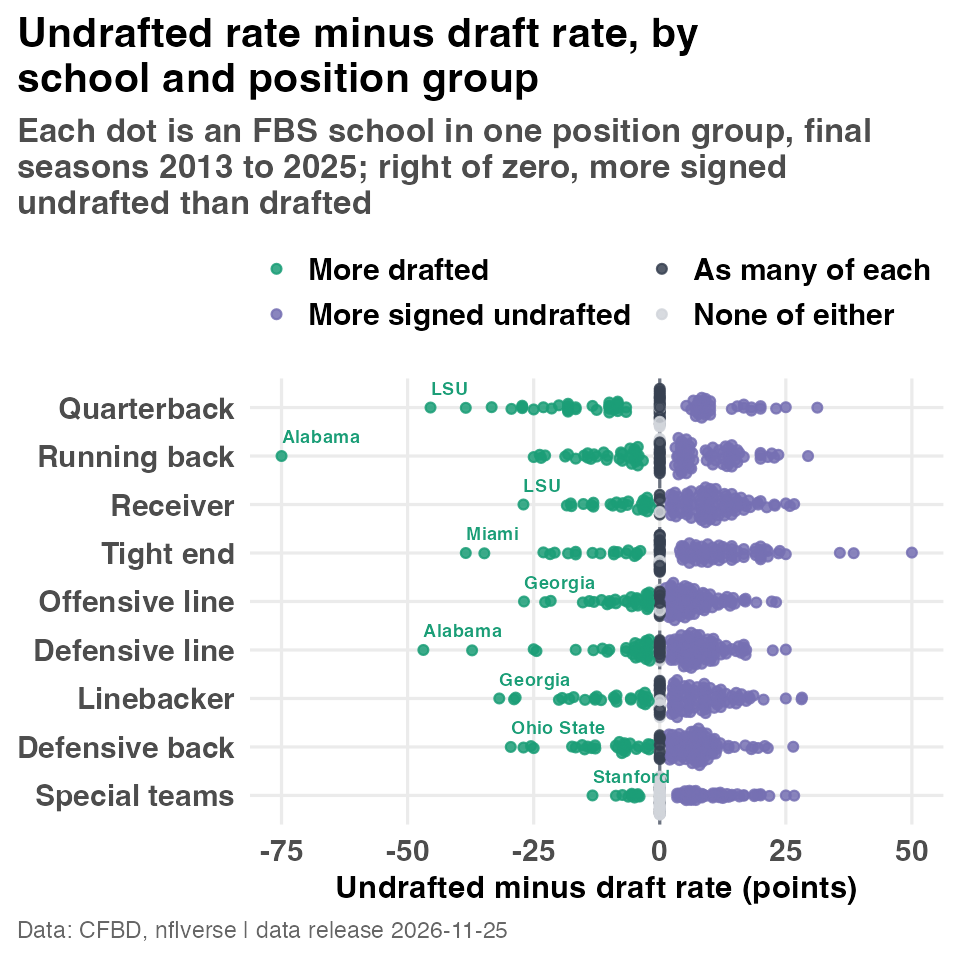 Undrafted rate minus draft rate, by
school and position group
Each dot is an FBS school in one position group, final
seasons 2013 to 2025; right of zero, more signed
undrafted than drafted
More drafted
As many of each
More signed undrafted
None of either
Quarterback
LSU
Running back
Alabama
Receiver
LSU
Tight end
Miami
Offensive line
Georgia
Defensive line
Alabama
Linebacker
Georgia
Defensive back
Ohio State
Special teams
Stanford
-75 -50 -25 0 25 50
Undrafted minus draft rate (points)
Data: CFBD, nflverse | data release 2026-11-25